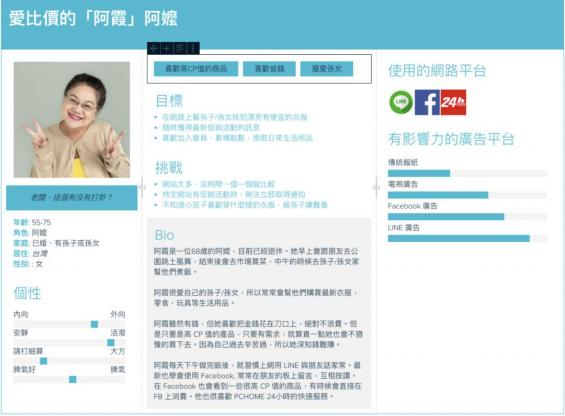 愛比價的「阿霞」阿嬤
老闆,這個有沒有打折?
年齡: 55-75
角色: 阿嬤
家庭: 已婚、有孫子或孫女
居住: 台灣
性別 : 女
個性
內向 外向
安靜 活潑
請打細算 大方
脾氣好 脾氣
喜歡高CP值的商品 喜歡省錢 寵愛孫女
目標
在網路上幫孫子/孫女找到漂亮有便宜的衣服
隨時獲得最新促銷活動的訊息
喜歡加入會員、累積點數、換取日常生活用品
挑戰
網站太多,沒時間一個一個做比較
特定網站有促銷活動時,無法立即取得通知
不知道小孩子喜歡穿什麼樣的衣服、被孫子嫌難看
Bio
阿霞是一位68歲的阿嬤、目前已經退休。她早上會跟朋友去公
園跳土風舞、結束後會去市場買菜、中午的時候去孫子/孫女家
幫他們煮飯。
阿霞很愛自己的孫子/孫女,所以常常會幫他們購買最新衣服、
零食、玩具等生活用品。
阿霞雖然有錢,但她喜歡把金錢花在刀口上,絕對不浪費。但
是只要是高 CP 值的產品,只要有需求,就算貴一點她也會不猶
豫的買下去。因為自己過去辛苦過,所以她深知錢難賺。
阿霞每天下午做完飯後,就習慣上網用 LINE 與朋友話家常。最
新也學會使用 Facebook, 常常在朋友的板上留言、互相按讚。
在 Facebook 也會看到一些很高 CP 值的商品,有時候會直接在
FB 上消費。他也很喜歡 PCHOME 24小時的快速服務。
使用的網路平台
LINE
24h
有影響力的廣告平台
傳統報紙
電視廣告
Facebook 廣告
LINE 廣告